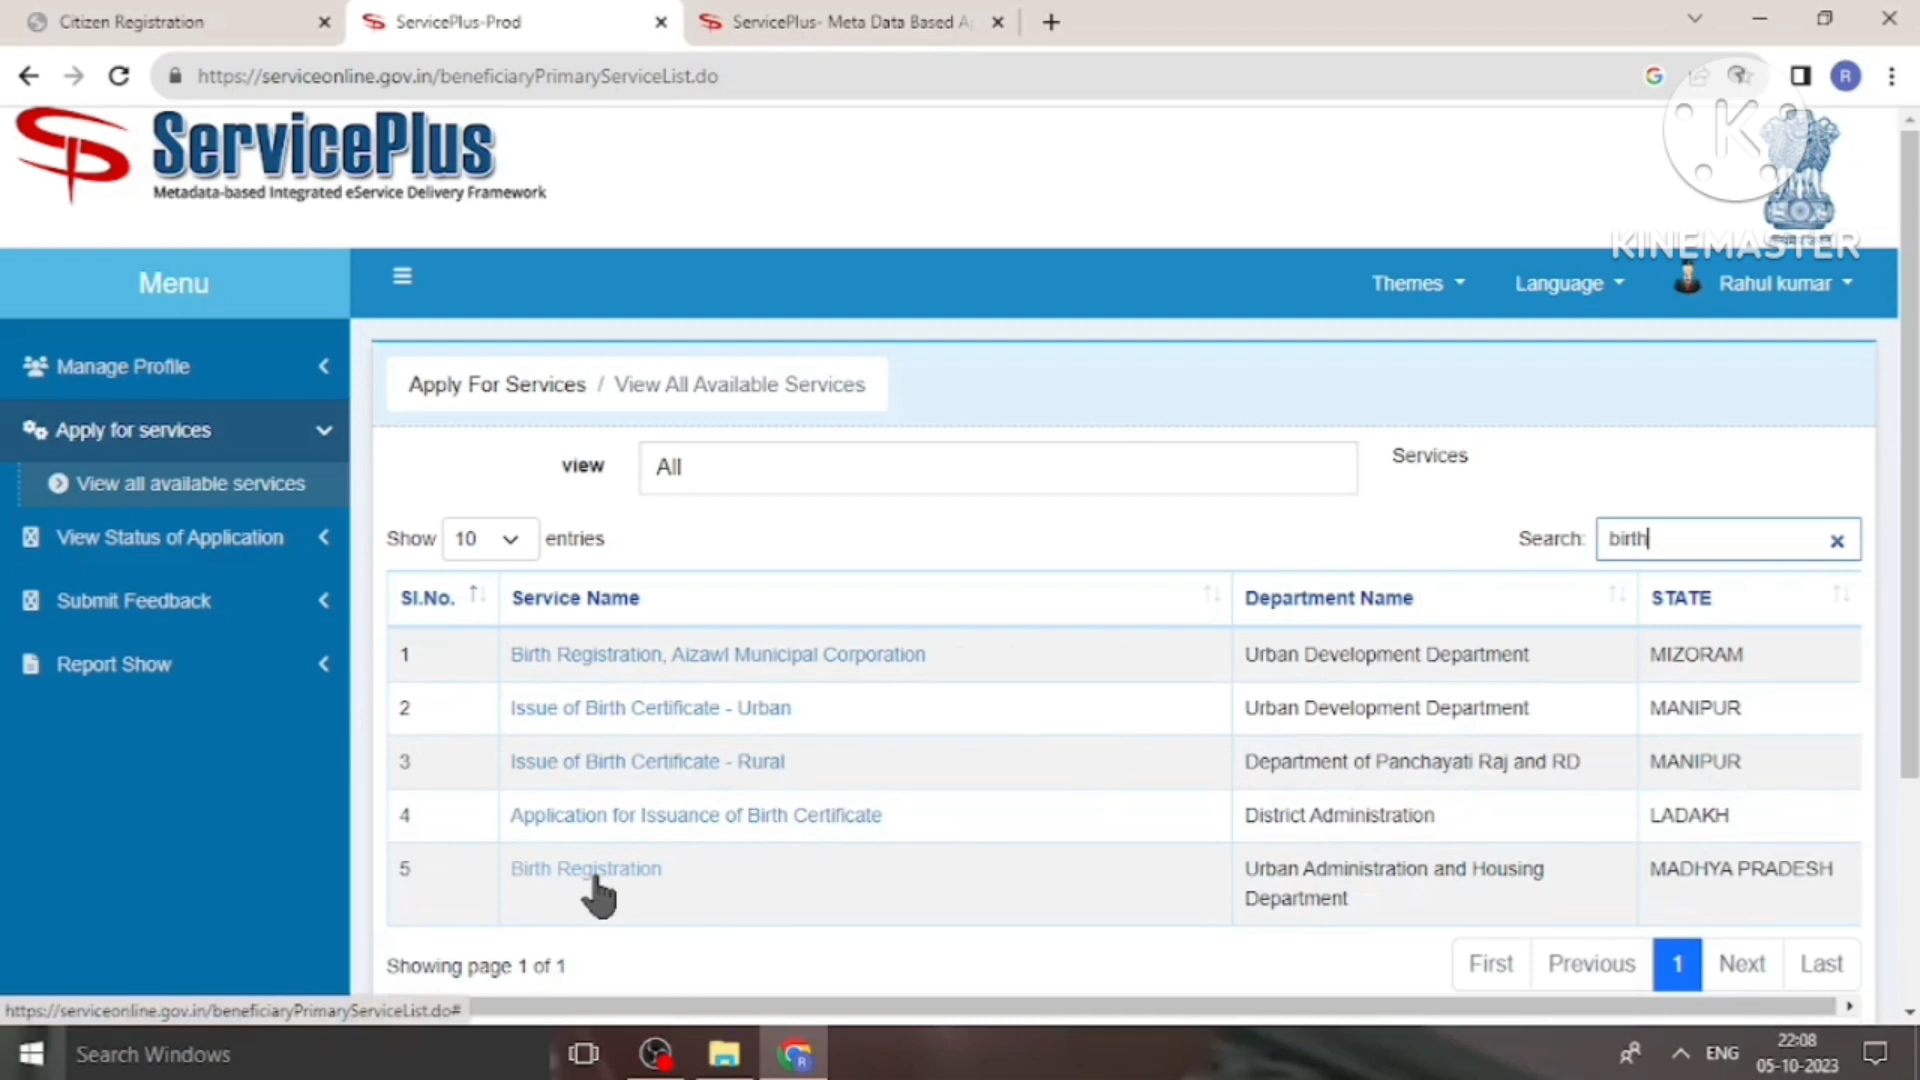 Citizen Registration
ServicePlus-Prod
ServicePlus- Meta Data Based A
https://serviceonline.gov.in/beneficiaryPrimaryServiceList.do
R
ServicePlus
Metadata-based Integrated eService Delivery Framework
K
KINEMASTER
Menu
Themes
Language
Rahul kumar
Manage Profile
Apply for services
View all available services
View Status of Application
Submit Feedback
Report Show
Apply For Services / View All Available Services
view All Services
Show 10 entries
Search: birth
Sl.No. Service Name Department Name STATE
1 Birth Registration, Aizawl Municipal Corporation Urban Development Department MIZORAM
2 Issue of Birth Certificate - Urban Urban Development Department MANIPUR
3 Issue of Birth Certificate - Rural Department of Panchayati Raj and RD MANIPUR
4 Application for Issuance of Birth Certificate District Administration LADAKH
5 Birth Registration Urban Administration and Housing Department MADHYA PRADESH
Showing page 1 of 1
First Previous 1 Next Last
https://serviceonline.gov.in/beneficiaryPrimaryServiceList.do#
Search Windows
ENG
22:08
05-10-2023